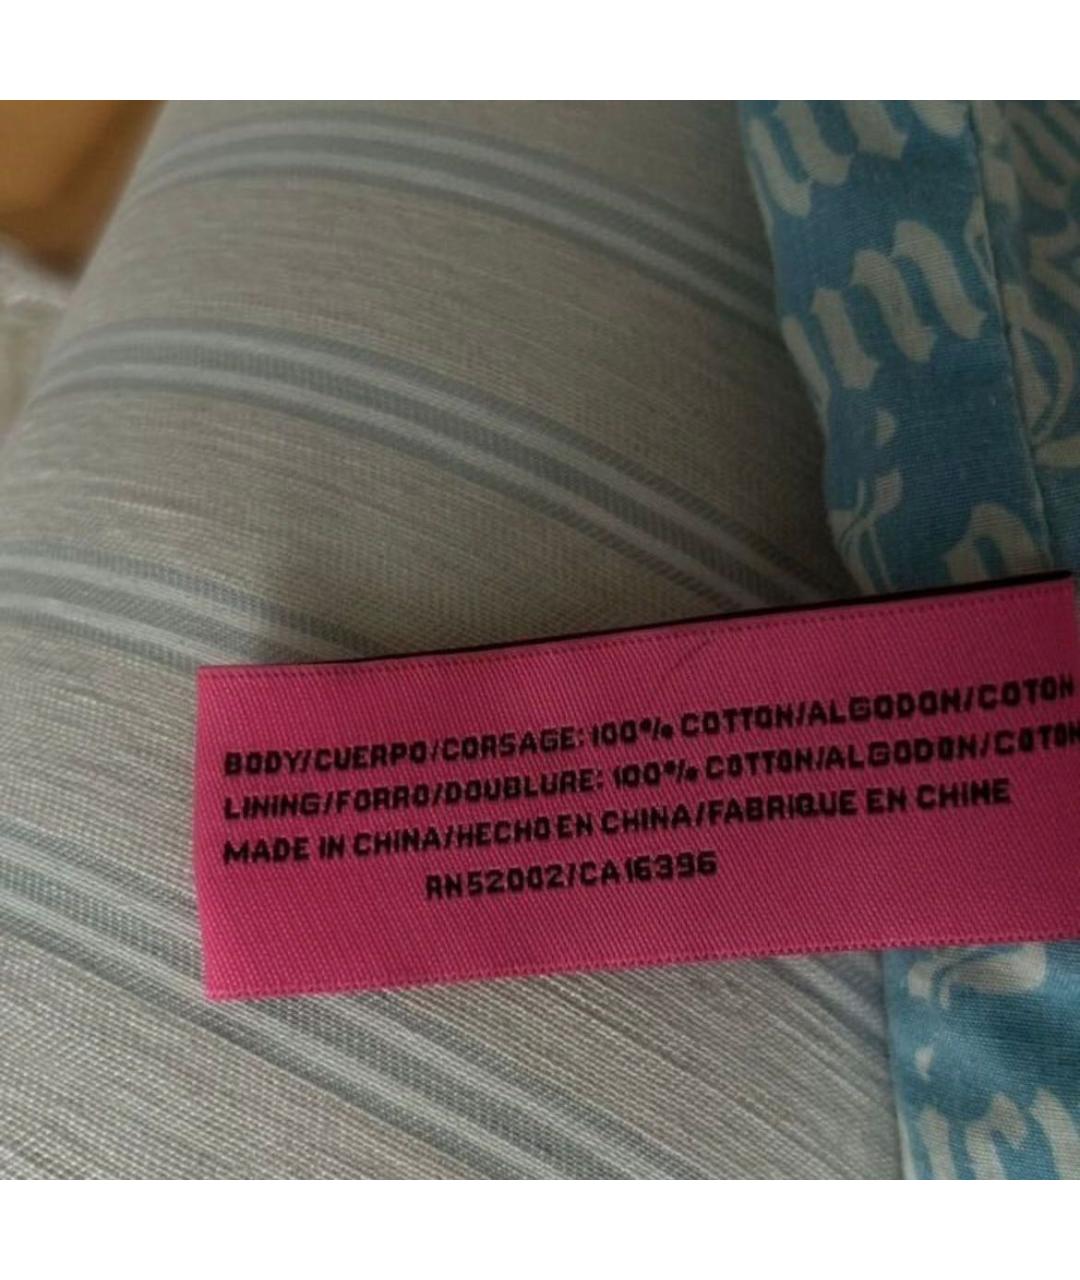 BODY/CUERPO/CORSAGE: 100% COTTON/ALGODON/COTON
LINING/FORRO/DOUBLURE: 100% COTTON/ALGODON/COTON
MADE IN CHINA/HECHO EN CHINA/FABRIQUE EN CHINE
RN52002/CA16396